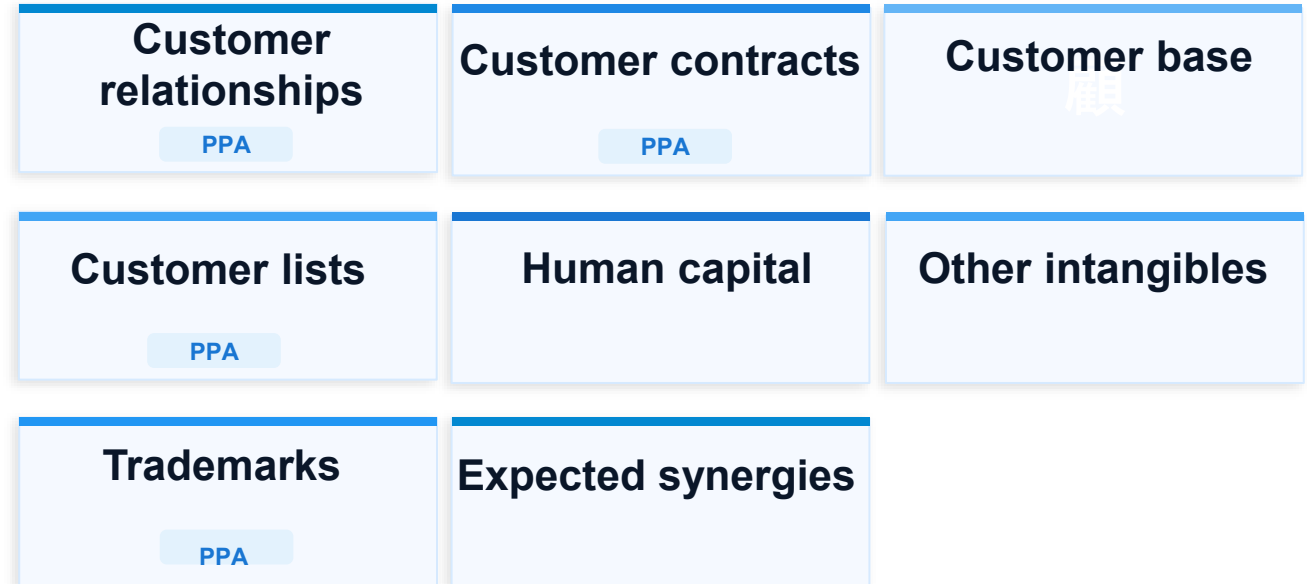 Customer
relationships
PPA
Customer contracts
PPA
Customer base
顧
Customer lists
PPA
Human capital
Other intangibles
Trademarks
PPA
Expected synergies